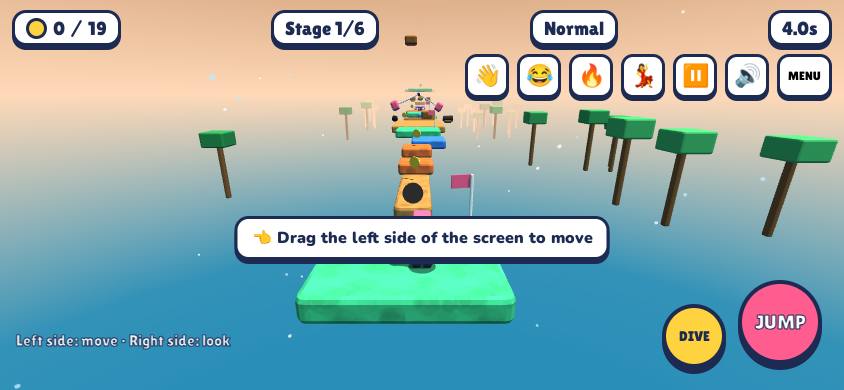 0 / 19
Stage 1/6
Normal
4.0s
MENU
Drag the left side of the screen to move
Left side: move · Right side: look
DIVE
JUMP